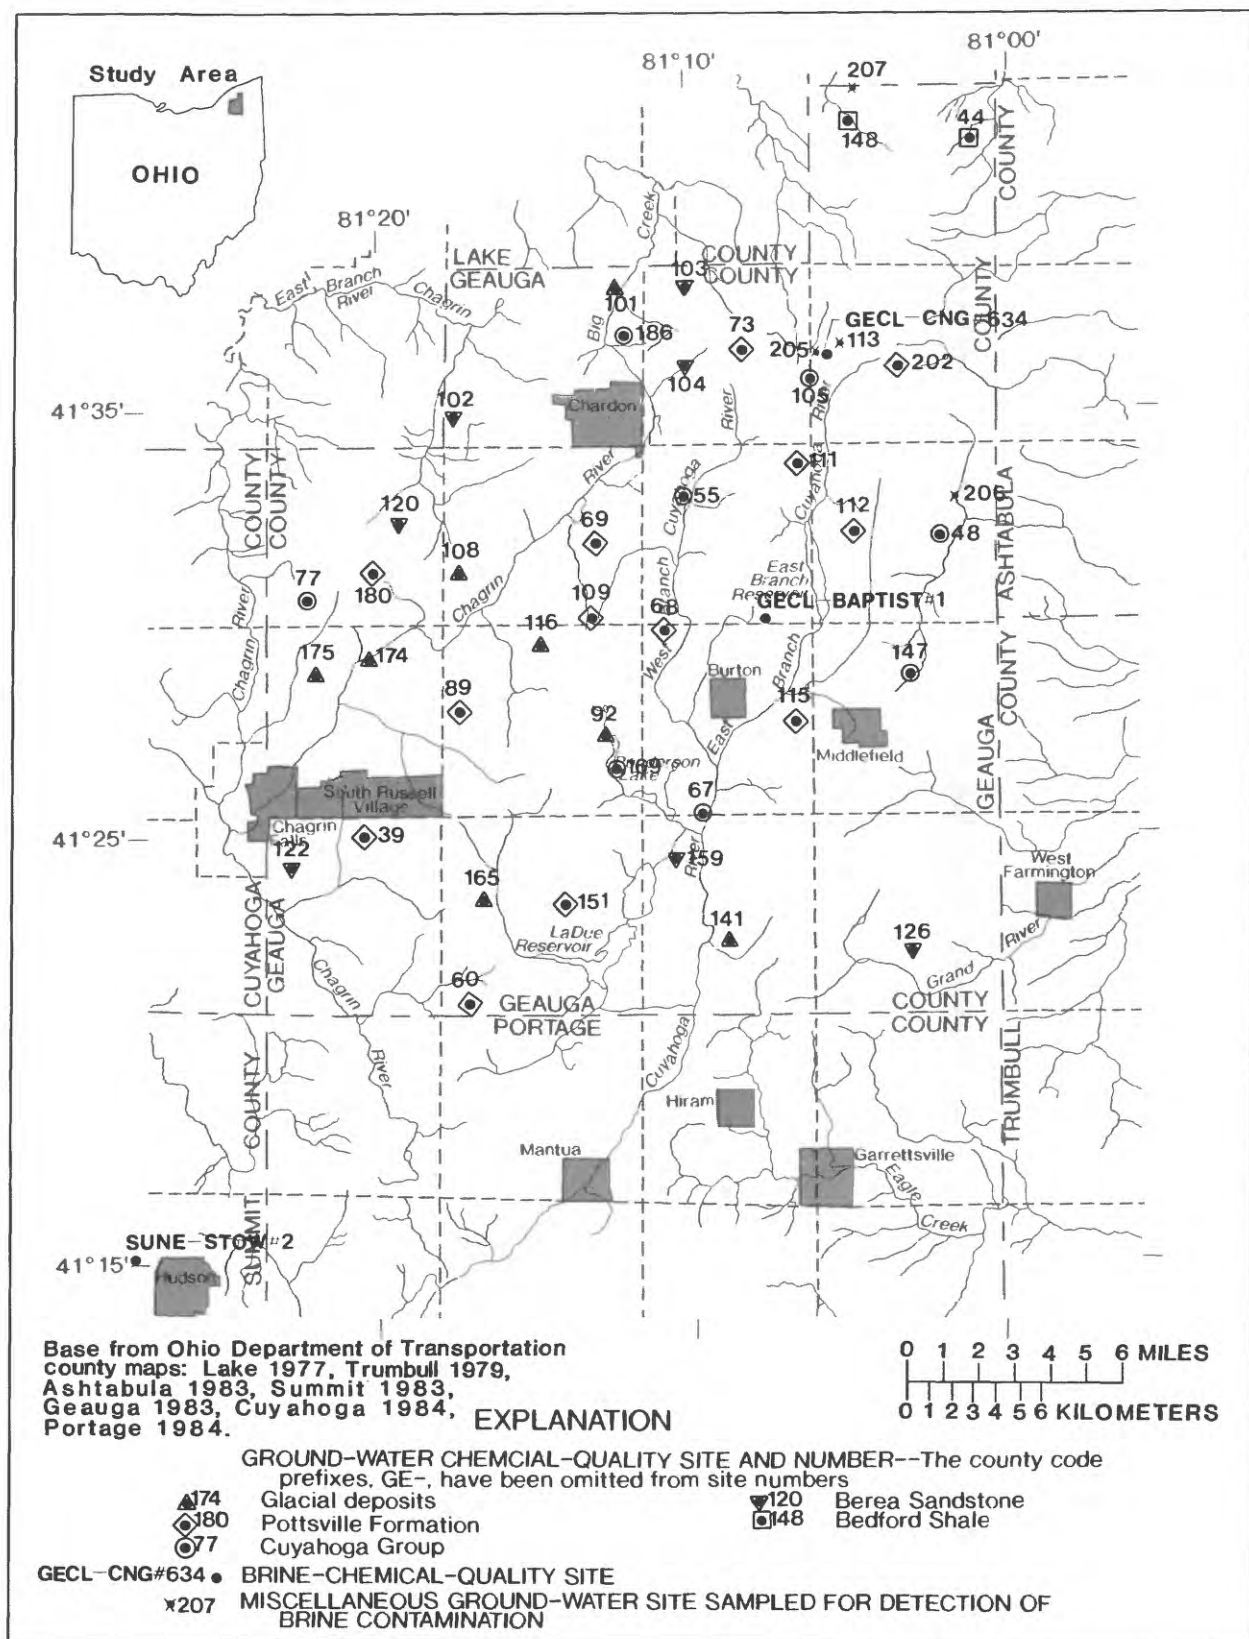 81°00'
81°10'
Study Area
207
148
44
COUNTY
OHIO
81°20'
Creek
LAKE
GEAUGA
COUNTY
COUNTY
103
East
Branch
River
Chagrin
101
Big
186
73
GECL-CNG#634
COUNTY
205
113
202
104
105
River
River
102
Chardon
41°35'
111
River
Cuyahoga
Cuyahoga
55
206
ASHTABULA
COUNTY
COUNTY
120
69
112
48
108
77
180
109
East
Branch
Reservoir
GECL-BAPTIST#1
Branch
68
Chagrin
116
River
Chagrin
175
174
West
Burton
Branch
147
COUNTY
89
115
GEAUGA
92
East
Middlefield
169
Lake
67
South Russell
Village
41°25'
Chagrin
Falls
39
122
159
River
West
Farmington
165
151
LaDue
Reservoir
141
126
River
Grand
CUYAHOGA
GEAUGA
Chagrin
60
GEAUGA
PORTAGE
COUNTY
COUNTY
River
Cuyahoga
TRUMBULL
COUNTY
Hiram
Mantua
Garrettsville
Eagle
Creek
SUMMIT
SUNE-STOW#2
41°15'
Hudson
Base from Ohio Department of Transportation
county maps: Lake 1977, Trumbull 1979,
Ashtabula 1983, Summit 1983,
Geauga 1983, Cuyahoga 1984,
Portage 1984.
0 1 2 3 4 5 6 MILES
0 1 2 3 4 5 6 KILOMETERS
EXPLANATION
GROUND-WATER CHEMCIAL-QUALITY SITE AND NUMBER--The county code
prefixes, GE-, have been omitted from site numbers
174 Glacial deposits
180 Pottsville Formation
77 Cuyahoga Group
120 Berea Sandstone
148 Bedford Shale
GECL-CNG#634 BRINE-CHEMICAL-QUALITY SITE
207 MISCELLANEOUS GROUND-WATER SITE SAMPLED FOR DETECTION OF
BRINE CONTAMINATION